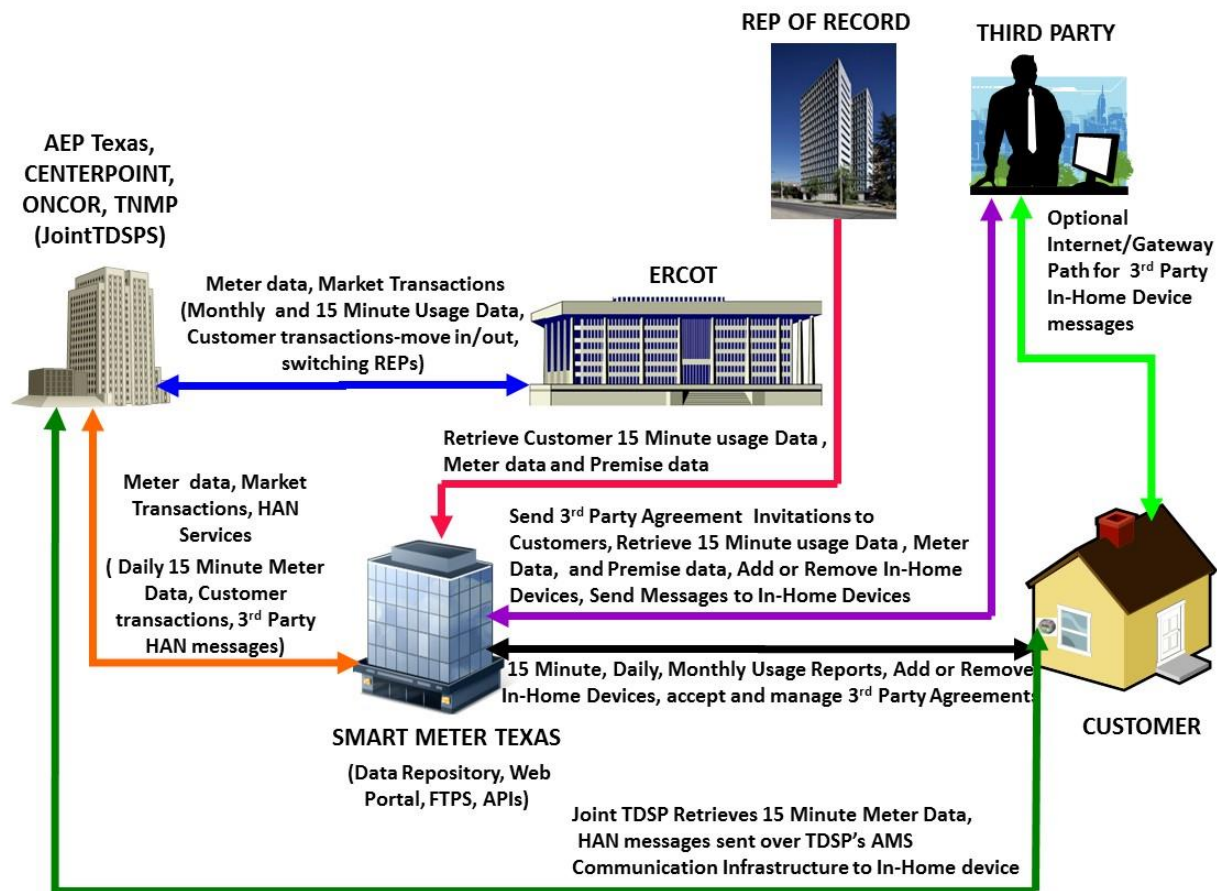 REP OF RECORD
THIRD PARTY
AEP Texas,
CENTERPOINT,
ONCOR, TNMP
(JointTDSPS)
Optional
Internet/Gateway
Path for 3rd Party
In-Home Device
messages
Meter data, Market Transactions
(Monthly and 15 Minute Usage Data,
Customer transactions-move in/out,
switching REPs)
ERCOT
Retrieve Customer 15 Minute usage Data ,
Meter data and Premise data
Meter data, Market
Transactions, HAN
Services
( Daily 15 Minute Meter
Data, Customer
transactions, 3rd Party
HAN messages)
Send 3rd Party Agreement Invitations to
Customers, Retrieve 15 Minute usage Data , Meter
Data, and Premise data, Add or Remove In-Home
Devices, Send Messages to In-Home Devices
15 Minute, Daily, Monthly Usage Reports, Add or Remove
In-Home Devices, accept and manage 3rd Party Agreements
CUSTOMER
SMART METER TEXAS
(Data Repository, Web
Portal, FTPS, APIs)
Joint TDSP Retrieves 15 Minute Meter Data,
HAN messages sent over TDSP's AMS
Communication Infrastructure to In-Home device